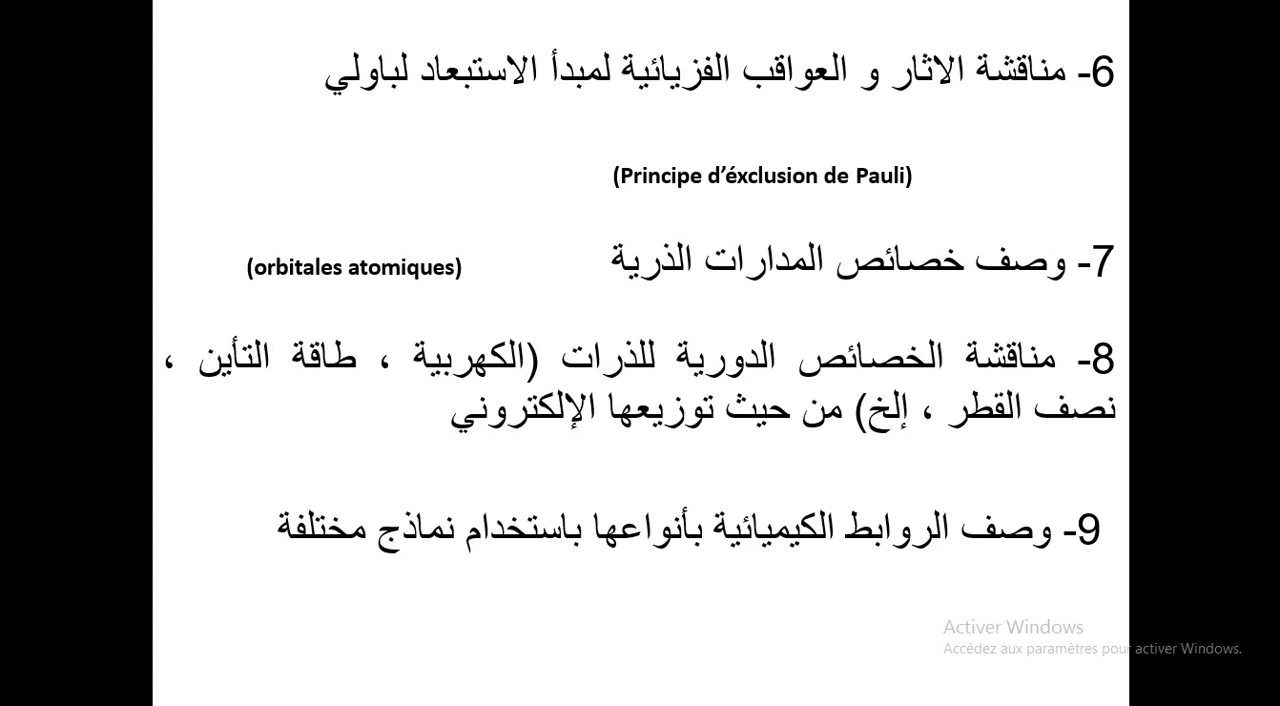 6- مناقشة الاثار و العواقب الفزيائية لمبدأ الاستبعاد لباولي
(Principe d’éxclusion de Pauli)
7- وصف خصائص المدارات الذرية (orbitales atomiques)
8- مناقشة الخصائص الدورية للذرات (الكهربية ، طاقة التأين ،
نصف القطر ، إلخ) من حيث توزيعها الإلكتروني
9- وصف الروابط الكيميائية بأنواعها باستخدام نماذج مختلفة
Activer Windows
Accédez aux paramètres pour activer Windows.